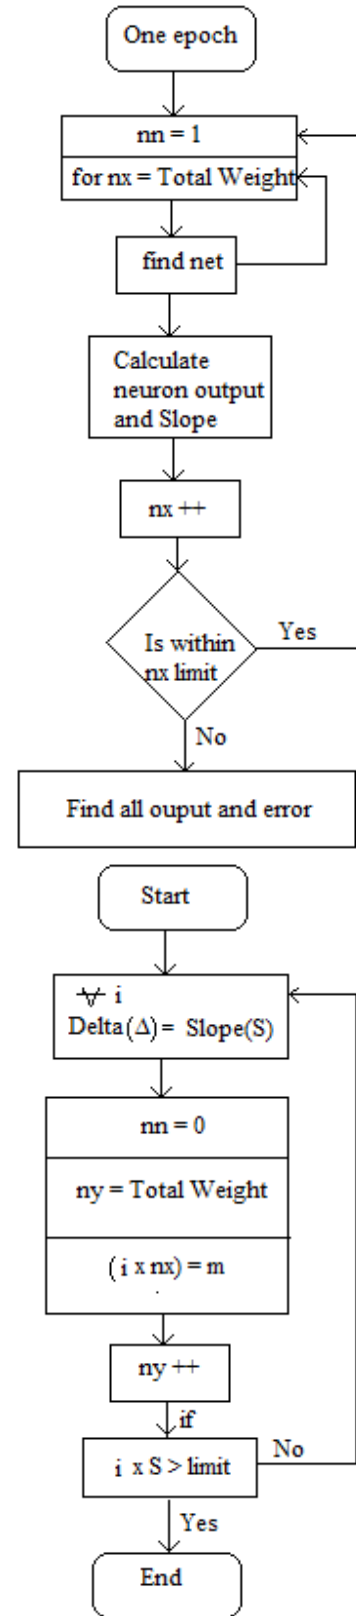 One epoch
nn = 1
for nx = Total Weight
find net
Calculate
neuron output
and Slope
nx ++
Is within
nx limit
Yes
No
Find all ouput and error
Start
∀ i
Delta(Δ) = Slope(S)
nn = 0
ny = Total Weight
(i x nx) = m
ny ++
if
i x S > limit
No
Yes
End